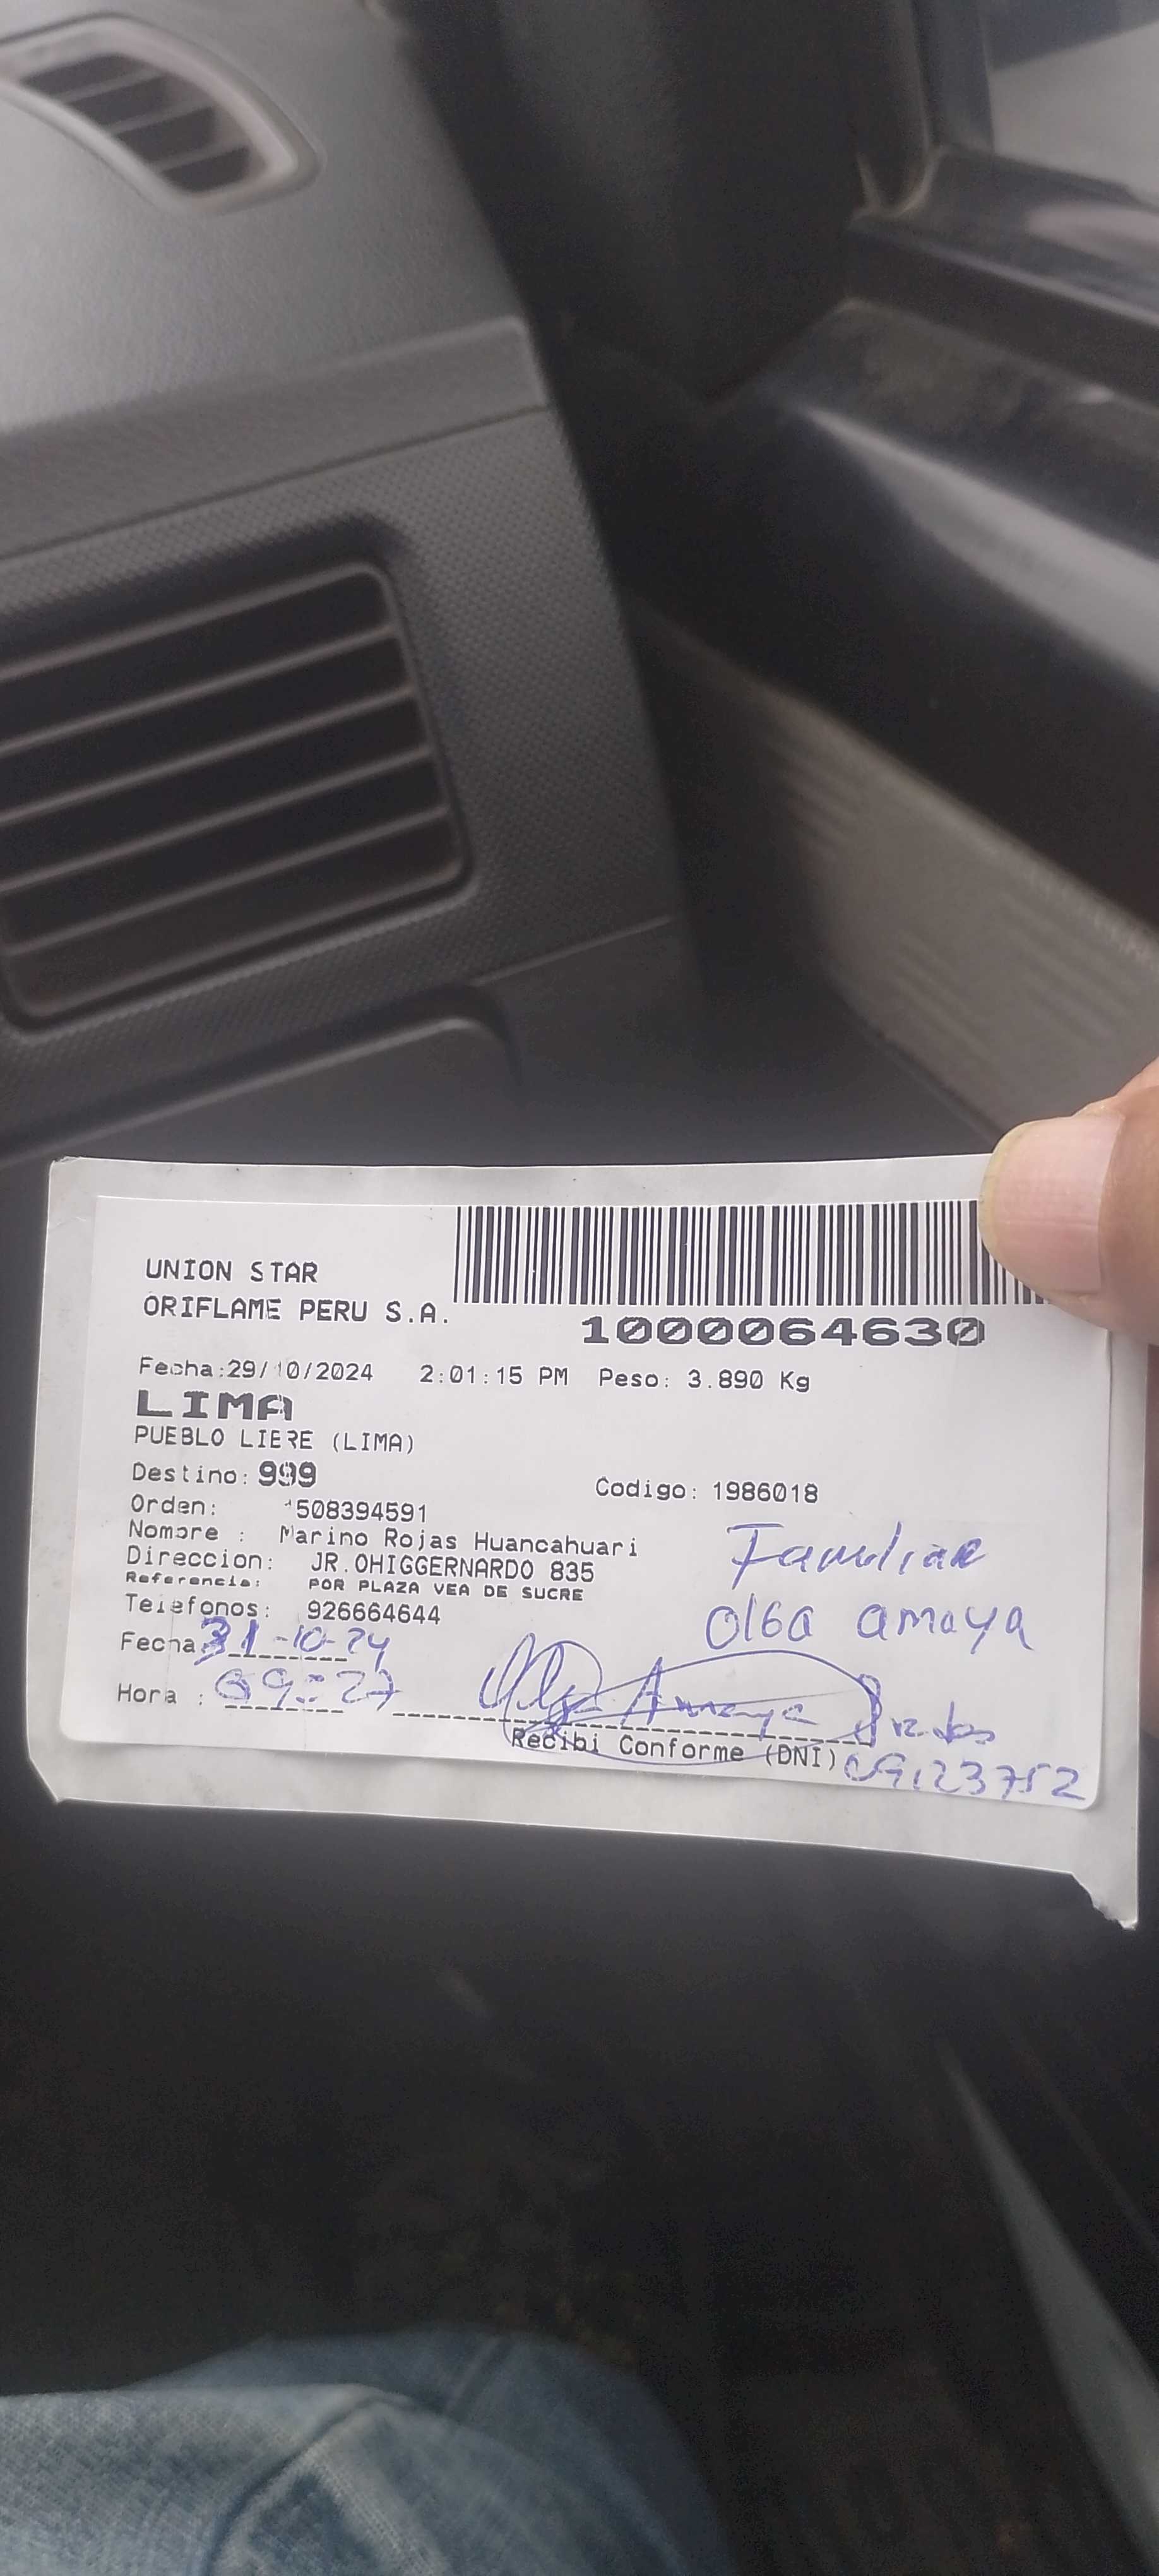 UNION STAR
ORIFLAME PERU S.A.
1000064630
Fecha:29/10/2024 2:01:15 PM Peso: 3.890 Kg
LIMA
PUEBLO LIBRE (LIMA)
Destino: 999 Codigo: 1986018
Orden: 1508394591
Nombre : Marino Rojas Huancahuari
Direccion: JR.OHIGGERNARDO 835
Referencia: POR PLAZA VEA DE SUCRE
Telefonos: 926664644
Familiar
Olga amaya
Fecha: 31-10-24
Hora : 09:27
Olga Amaya Prados
Recibi Conforme (DNI) 09123752